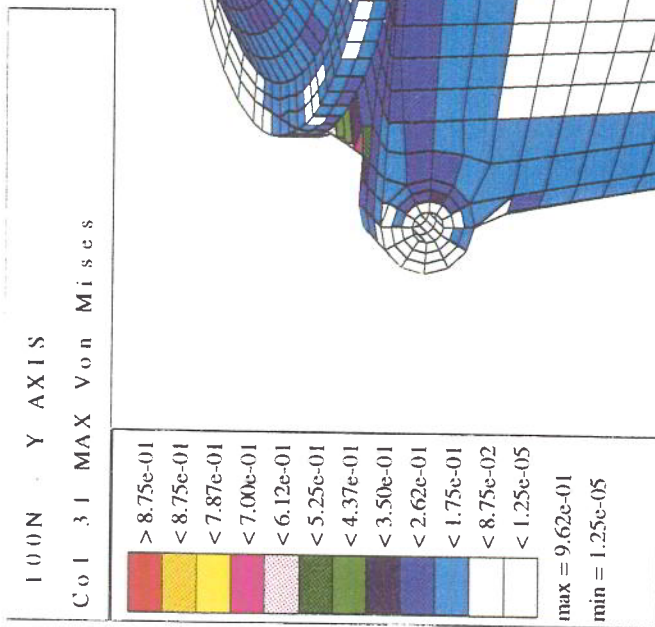 100N - Y AXIS
Col 31 MAX Von Mises
> 8.75e-01
< 8.75e-01
< 7.87e-01
< 7.00e-01
< 6.12e-01
< 5.25e-01
< 4.37e-01
< 3.50e-01
< 2.62e-01
< 1.75e-01
< 8.75e-02
< 1.25e-05
max = 9.62e-01
min = 1.25e-05